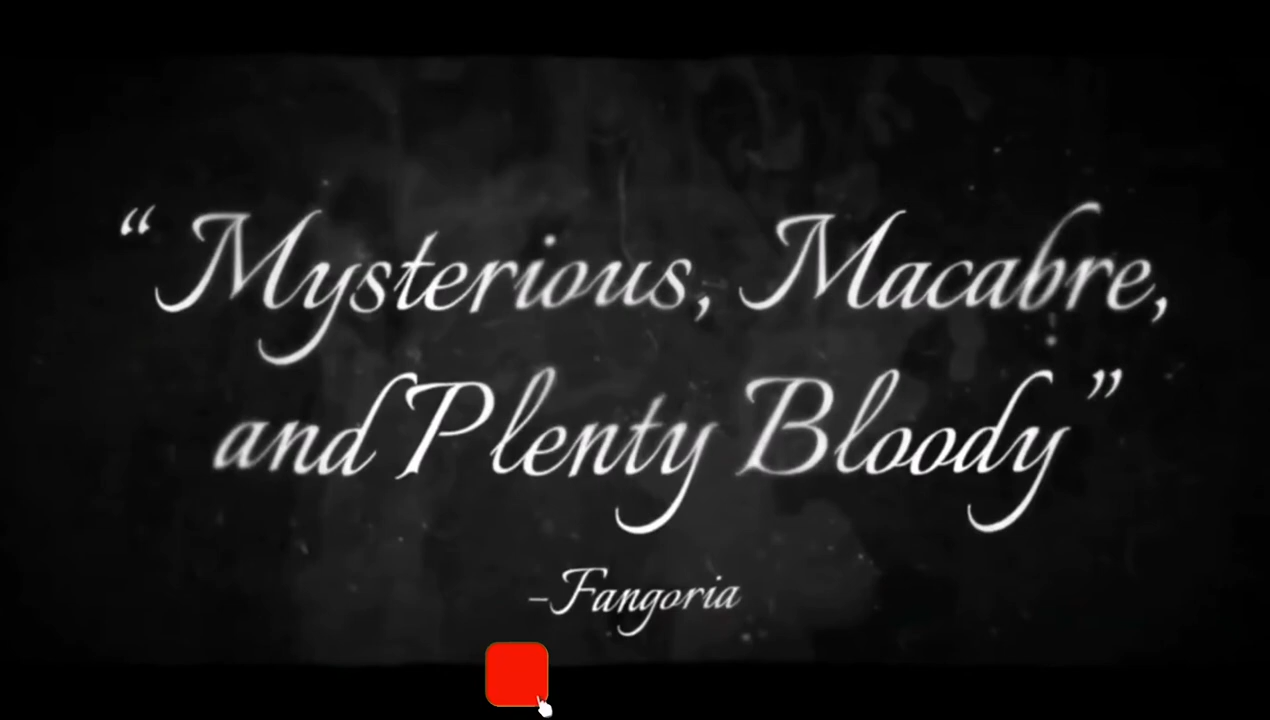 “Mysterious, Macabre,
and Plenty Bloody”
–Fangoria